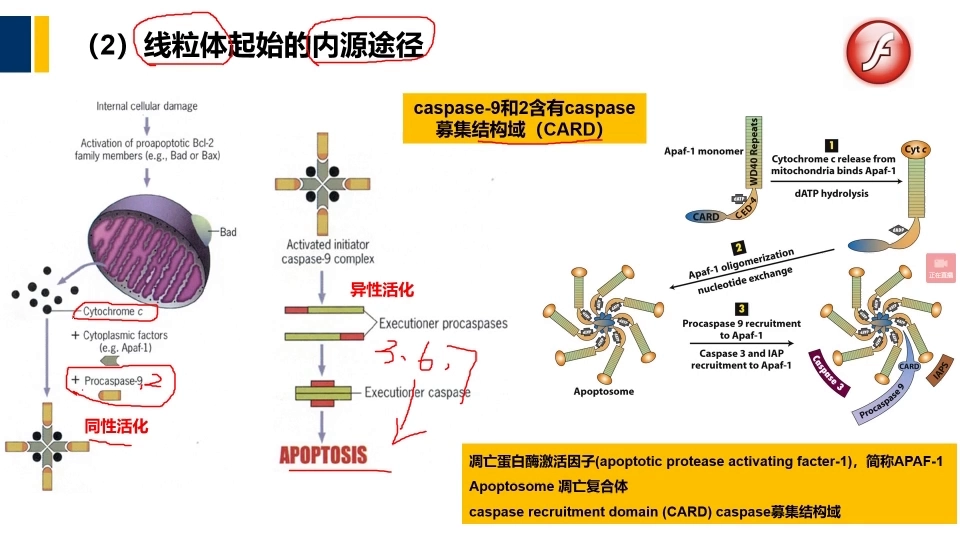 （2）线粒体起始的内源途径
Internal cellular damage
Activation of proapoptotic Bcl-2
family members (e.g., Bad or Bax)
Bad
Cytochrome c
+ Cytoplasmic factors
(e.g. Apaf-1)
+ Procaspase-9, 2
同性活化
Activated initiator
caspase-9 complex
异性活化
Executioner procaspases
3、6、7
Executioner caspase
APOPTOSIS
caspase-9和2含有caspase
募集结构域（CARD）
Apaf-1 monomer
WD40 Repeats
dATP
CED-4
CARD
1
Cytochrome c release from
mitochondria binds Apaf-1
dATP hydrolysis
Cyt c
dADP
2
Apaf-1 oligomerization
nucleotide exchange
正在直播
Apoptosome
3
Procaspase 9 recruitment
to Apaf-1
Caspase 3 and IAP
recruitment to Apaf-1
Caspase 3
Procaspase 9
CARD
IAPS
凋亡蛋白酶激活因子(apoptotic protease activating facter-1)，简称APAF-1
Apoptosome 凋亡复合体
caspase recruitment domain (CARD) caspase募集结构域